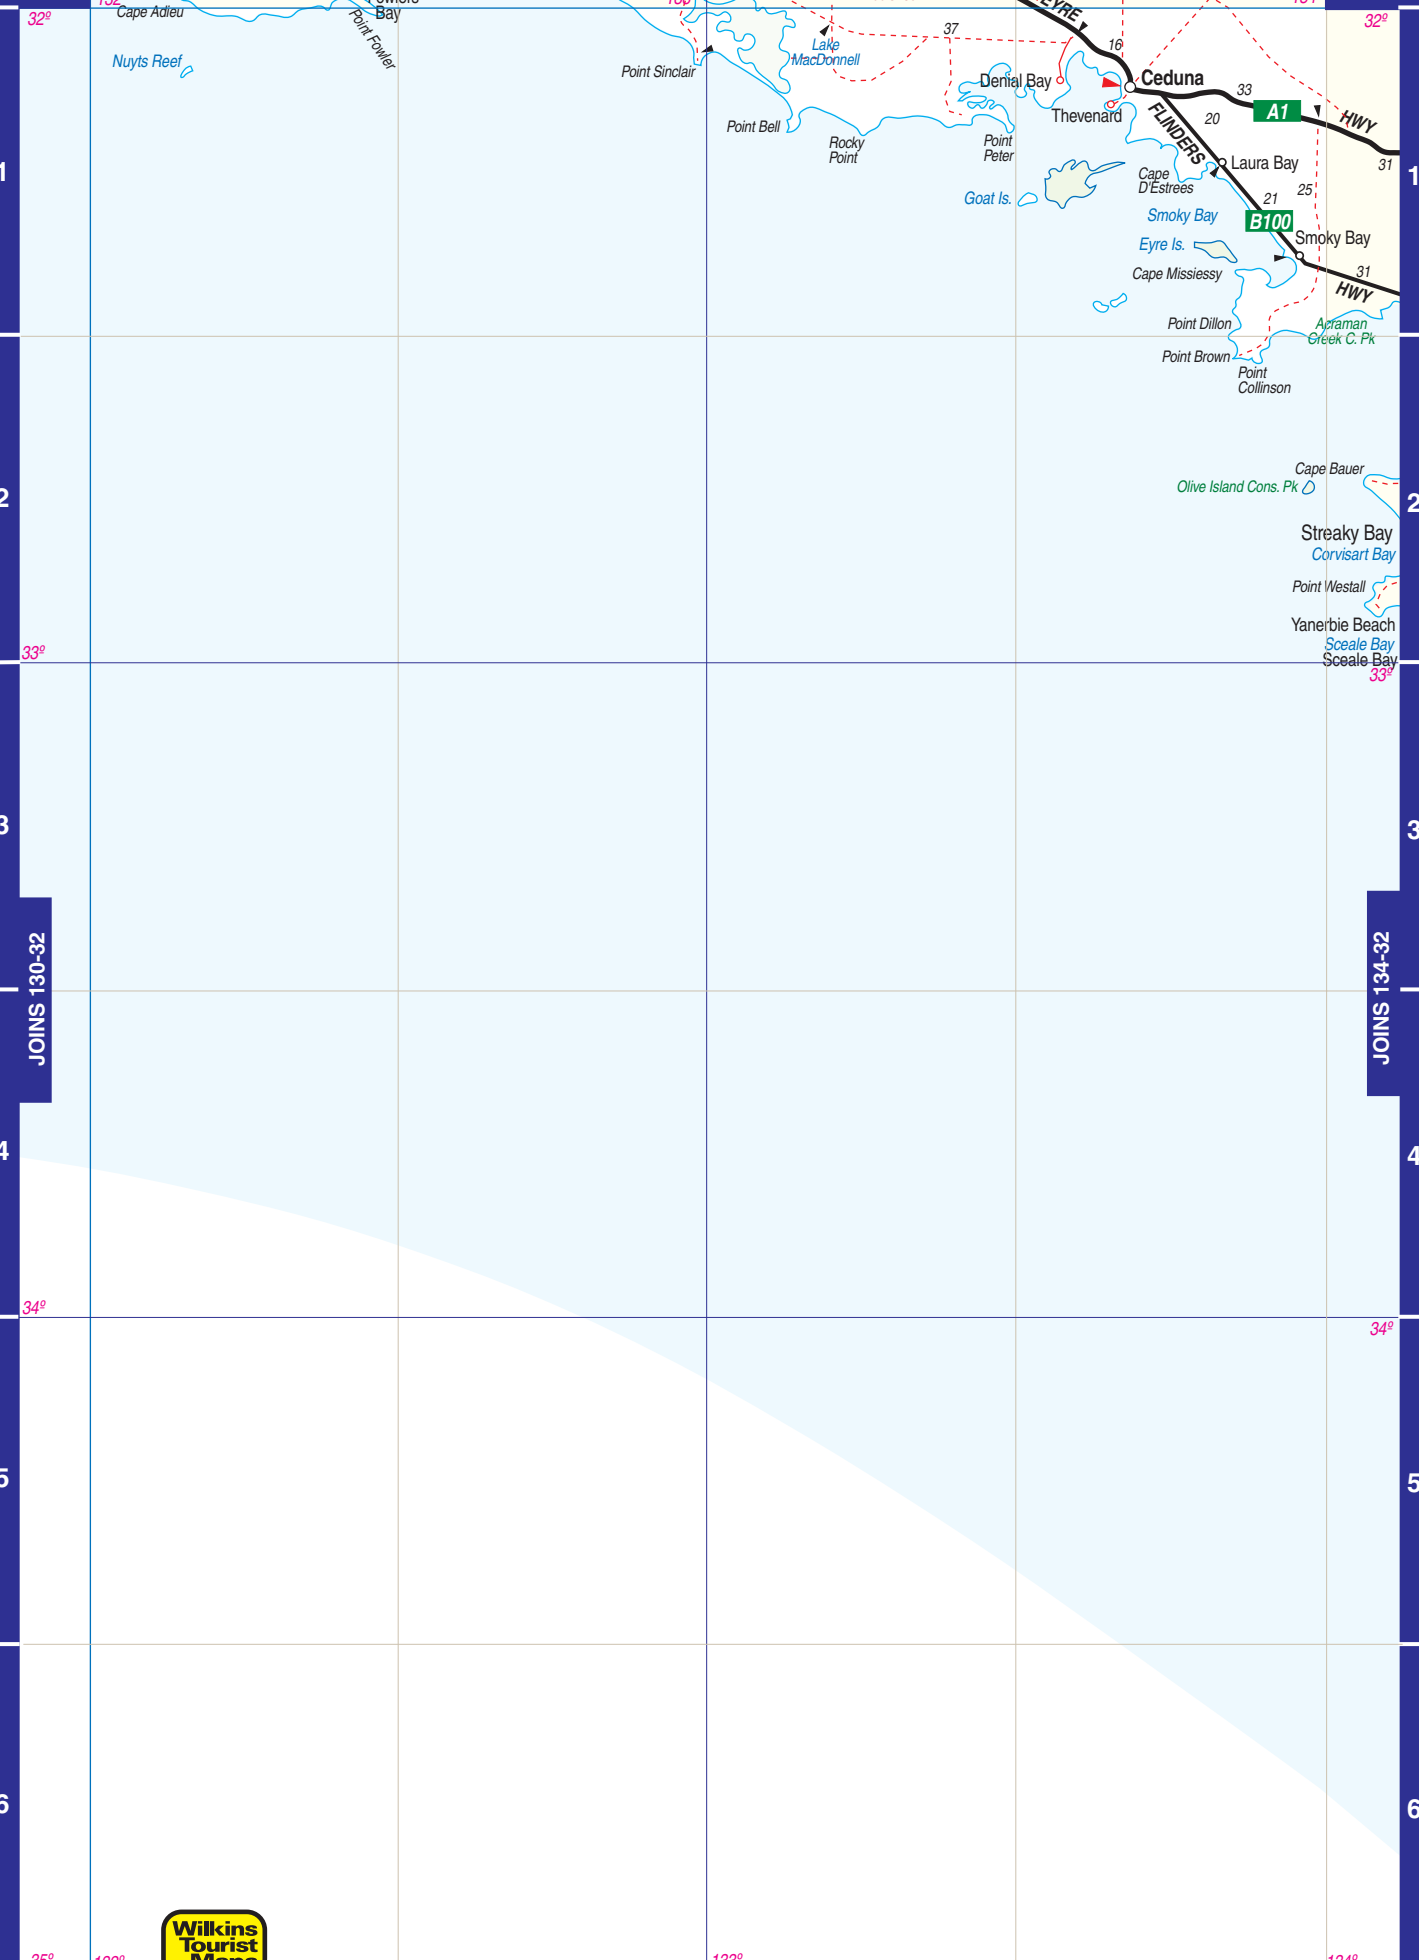 32º
Cape Adieu
Bay
Point Fowler
EYRE
32º
Nuyts Reef
Point Sinclair
Lake
MacDonnell
37
16
Denial Bay
Ceduna
33
A1
HWY
Thevenard
FLINDERS
20
Point Bell
Rocky
Point
Point
Peter
Laura Bay
31
1
1
Cape
D'Estrees
Goat Is.
21
25
Smoky Bay
B100
Eyre Is.
Smoky Bay
Cape Missiessy
31
HWY
Point Dillon
Acraman
Creek C. Pk
Point Brown
Point
Collinson
Cape Bauer
Olive Island Cons. Pk
2
2
Streaky Bay
Corvisart Bay
Point Westall
Yanerbie Beach
Sceale Bay
Sceale Bay
33º
33º
3
3
JOINS 130-32
JOINS 134-32
4
4
34º
34º
5
5
6
6
Wilkins
Tourist
Maps
35º
133º